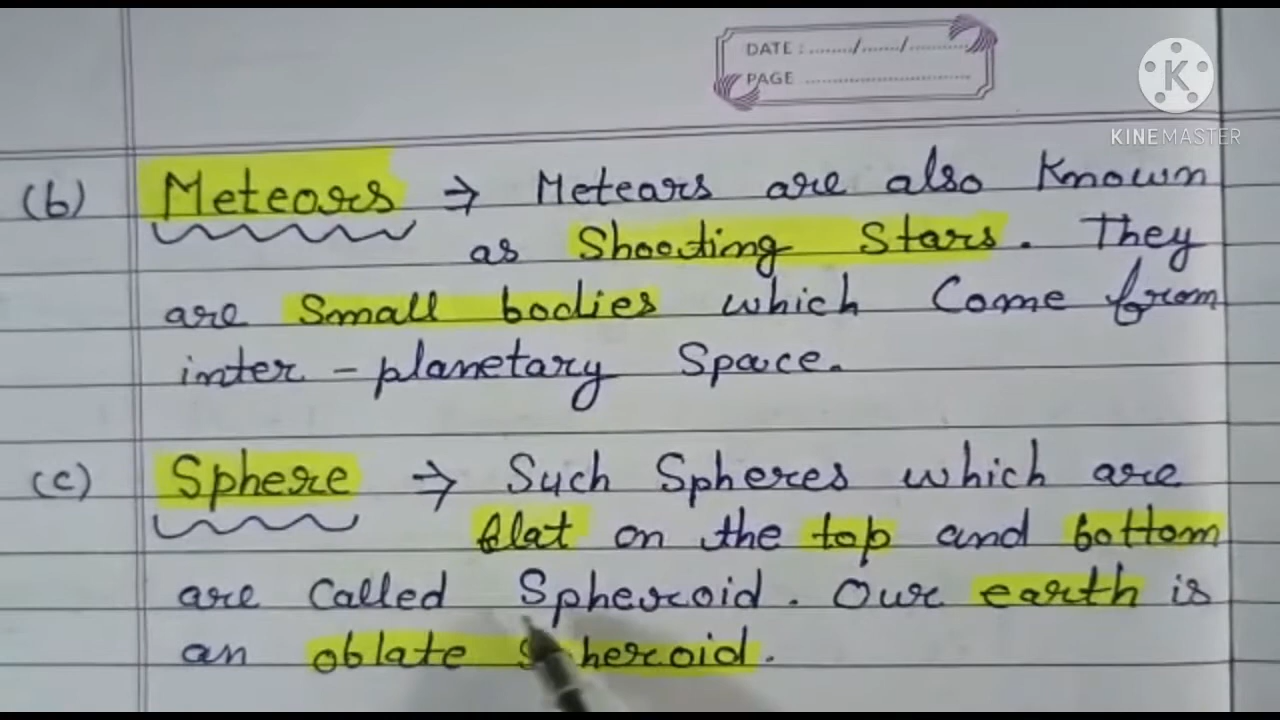 DATE : ......../....../...........
PAGE ..................................
K
KINEMASTER
(b) Meteors ⇒ Metears are also Known
as Shooting Stars. They
are Small bodies which Come from
inter - planetary Space.
(c) Sphere ⇒ Such Spheres which are
flat on the top and bottom
are Called Spheroid. Our earth is
an oblate Spheroid.